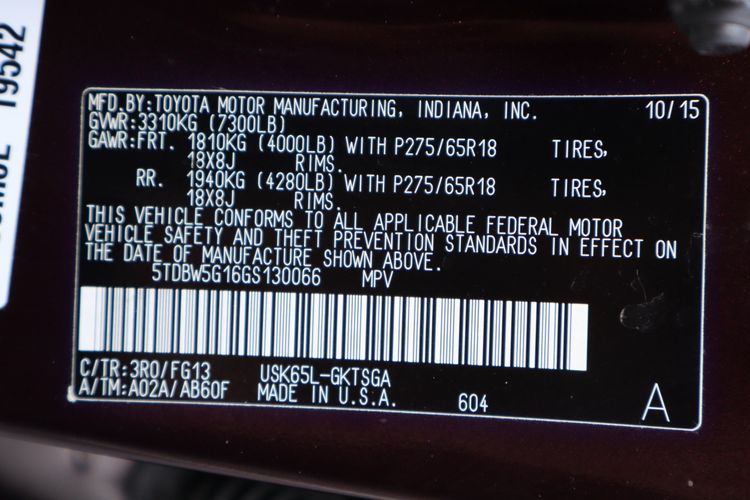 19542
MFD.BY:TOYOTA MOTOR MANUFACTURING, INDIANA, INC. 10/15
GVWR:3310KG (7300LB)
GAWR:FRT. 1810KG (4000LB) WITH P275/65R18 TIRES,
18X8J RIMS.
RR. 1940KG (4280LB) WITH P275/65R18 TIRES,
18X8J RIMS.
THIS VEHICLE CONFORMS TO ALL APPLICABLE FEDERAL MOTOR
VEHICLE SAFETY AND THEFT PREVENTION STANDARDS IN EFFECT ON
THE DATE OF MANUFACTURE SHOWN ABOVE.
5TDBW5G16GS130066 MPV
C/TR:3R0/FG13 USK65L-GKTSGA
A/TM:A02A/AB60F MADE IN U.S.A. 604 A